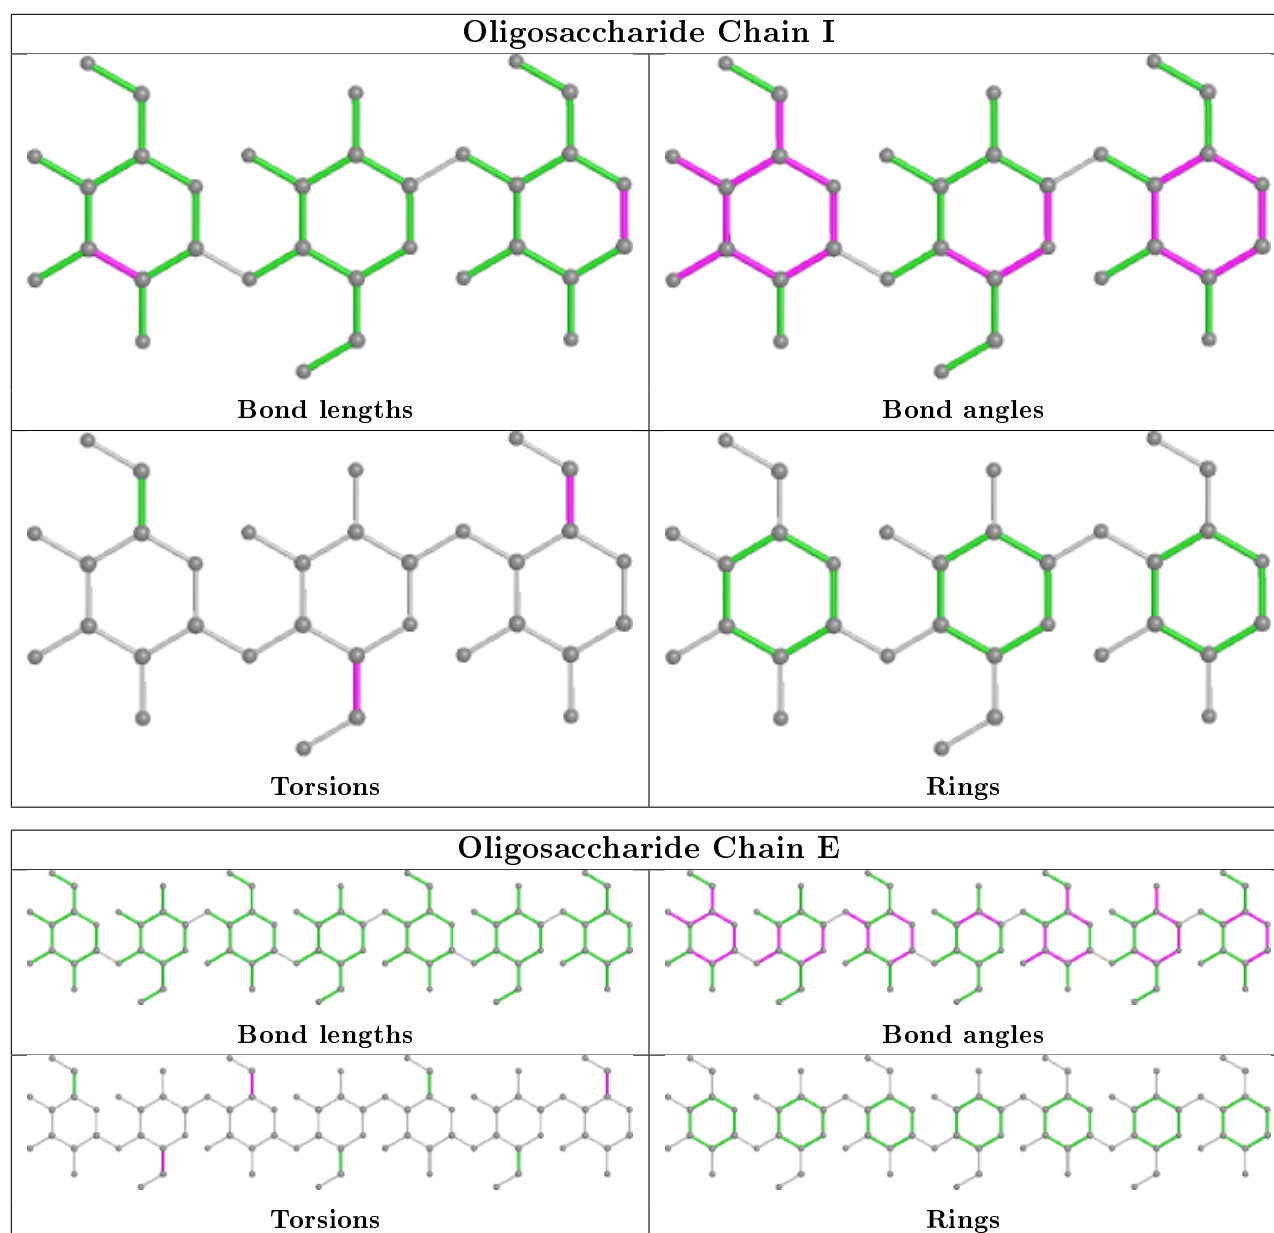 Oligosaccharide Chain I
Bond lengths
Bond angles
Torsions
Rings
Oligosaccharide Chain E
Bond lengths
Bond angles
Torsions
Rings